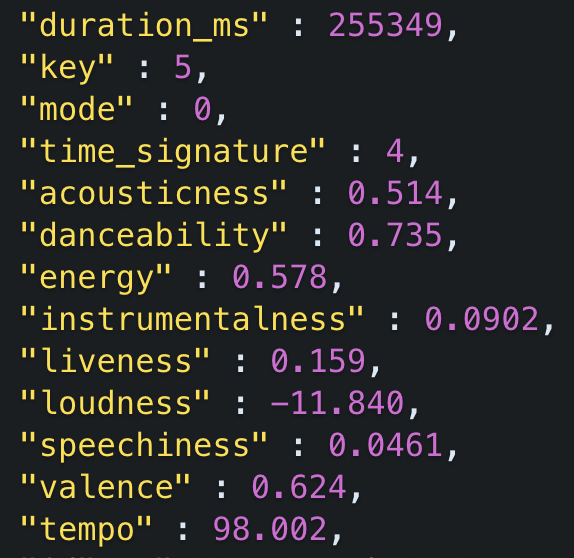 "duration_ms" : 255349,
"key" : 5,
"mode" : 0,
"time_signature" : 4,
"acousticness" : 0.514,
"danceability" : 0.735,
"energy" : 0.578,
"instrumentalness" : 0.0902,
"liveness" : 0.159,
"loudness" : -11.840,
"speechiness" : 0.0461,
"valence" : 0.624,
"tempo" : 98.002,